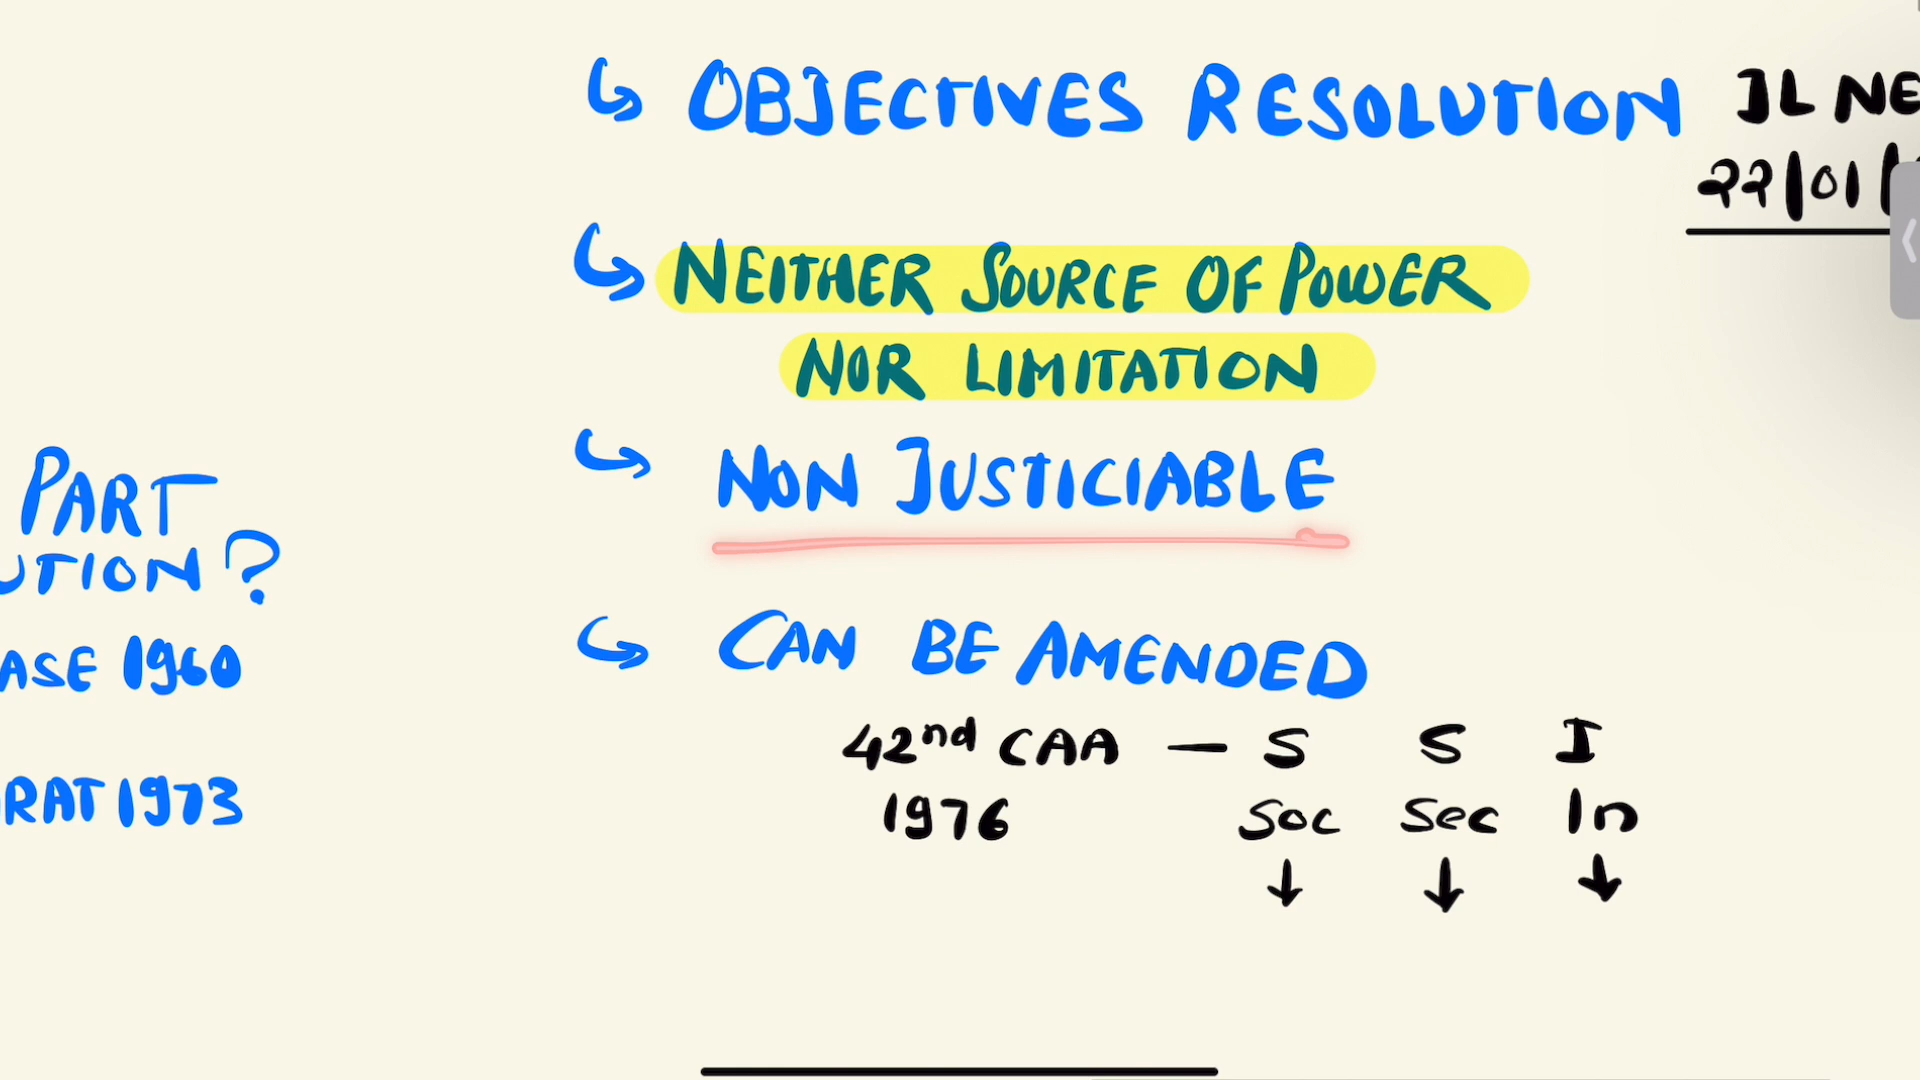 ↳ OBJECTIVES RESOLUTION JL NE
22/01/
↳ NEITHER SOURCE OF POWER
NOR LIMITATION
↳ NON JUSTICIABLE
PART
UTION?
ASE 1960
RAT 1973
↳ CAN BE AMENDED
42nd CAA — S S I
1976 Soc Sec In
↓ ↓ ↓